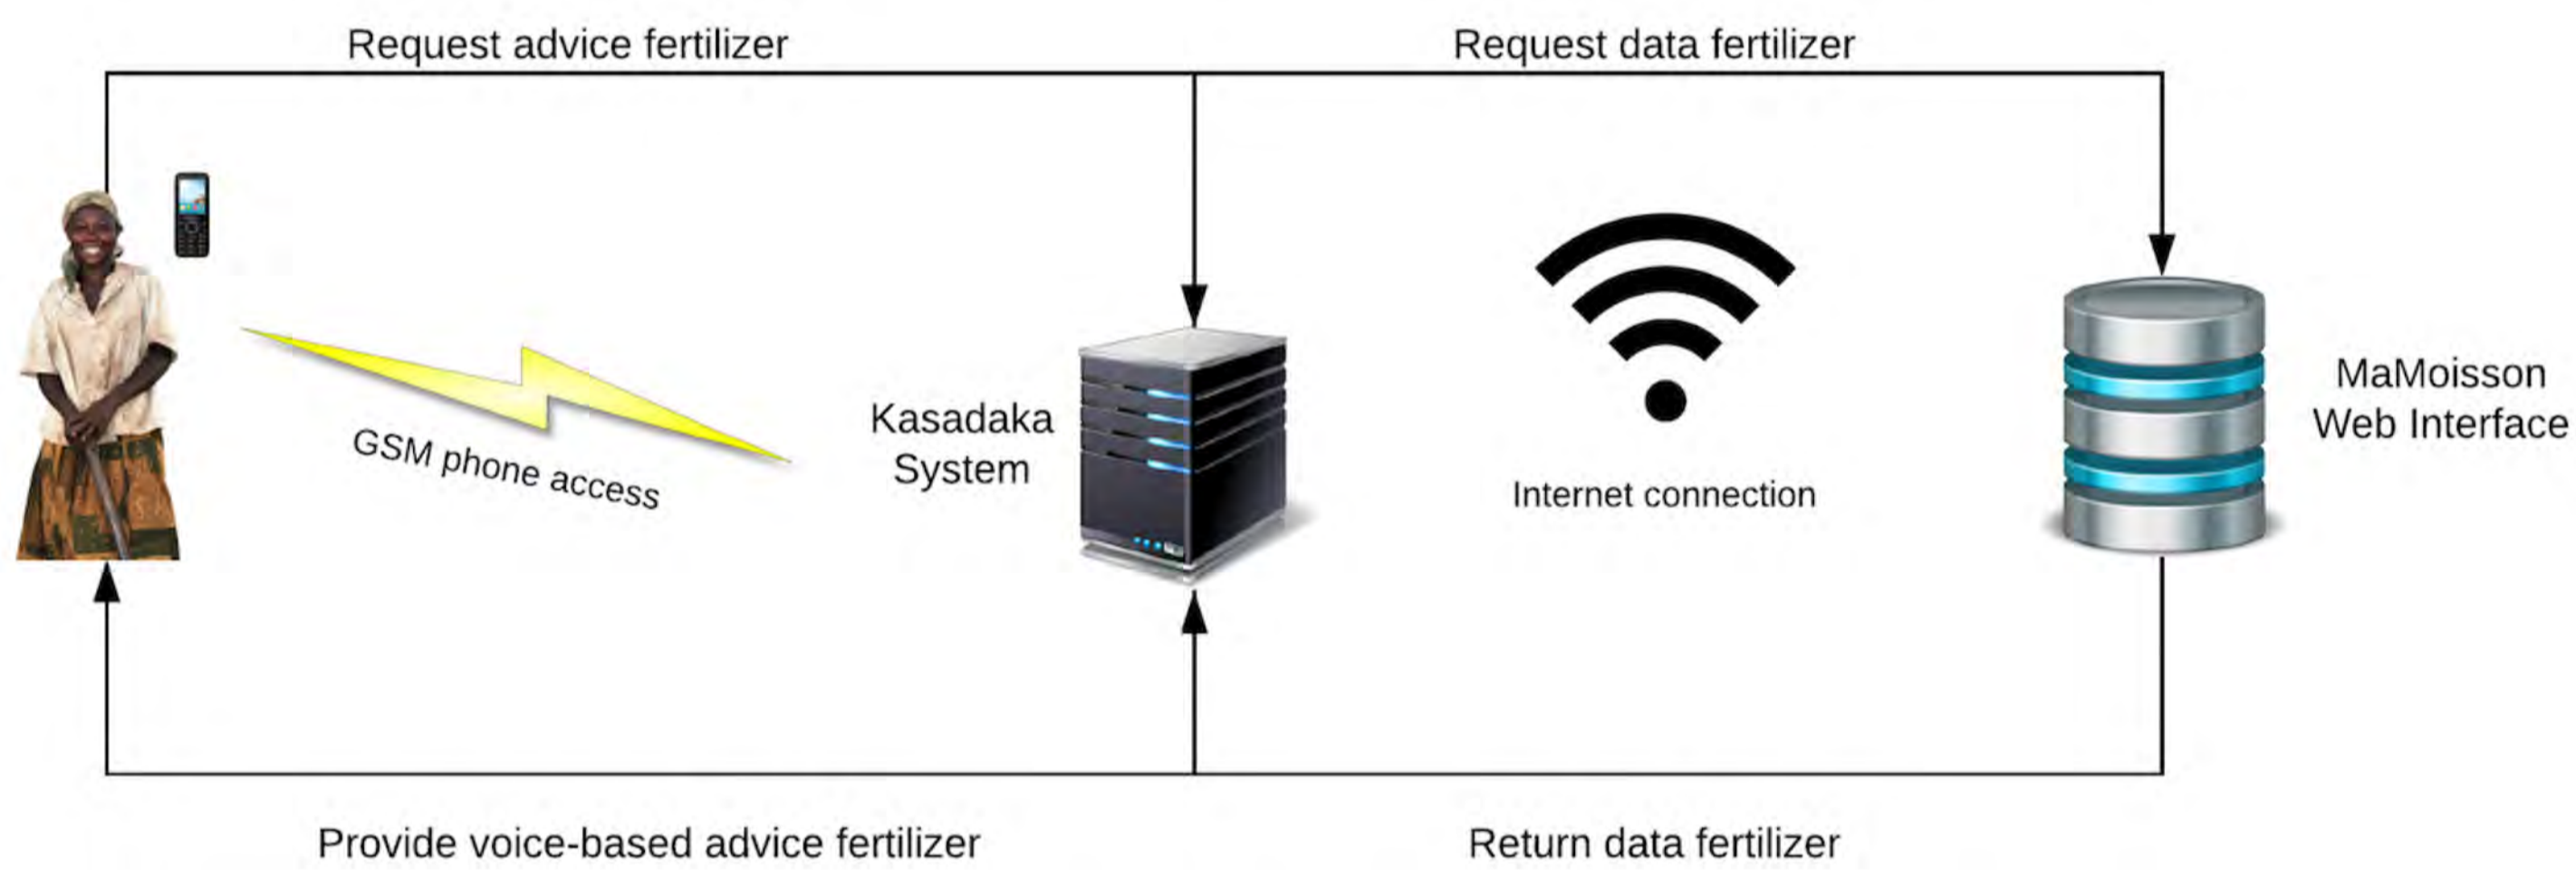 Request advice fertilizer
Request data fertilizer
GSM phone access
Kasadaka
System
Internet connection
MaMoisson
Web Interface
Provide voice-based advice fertilizer
Return data fertilizer